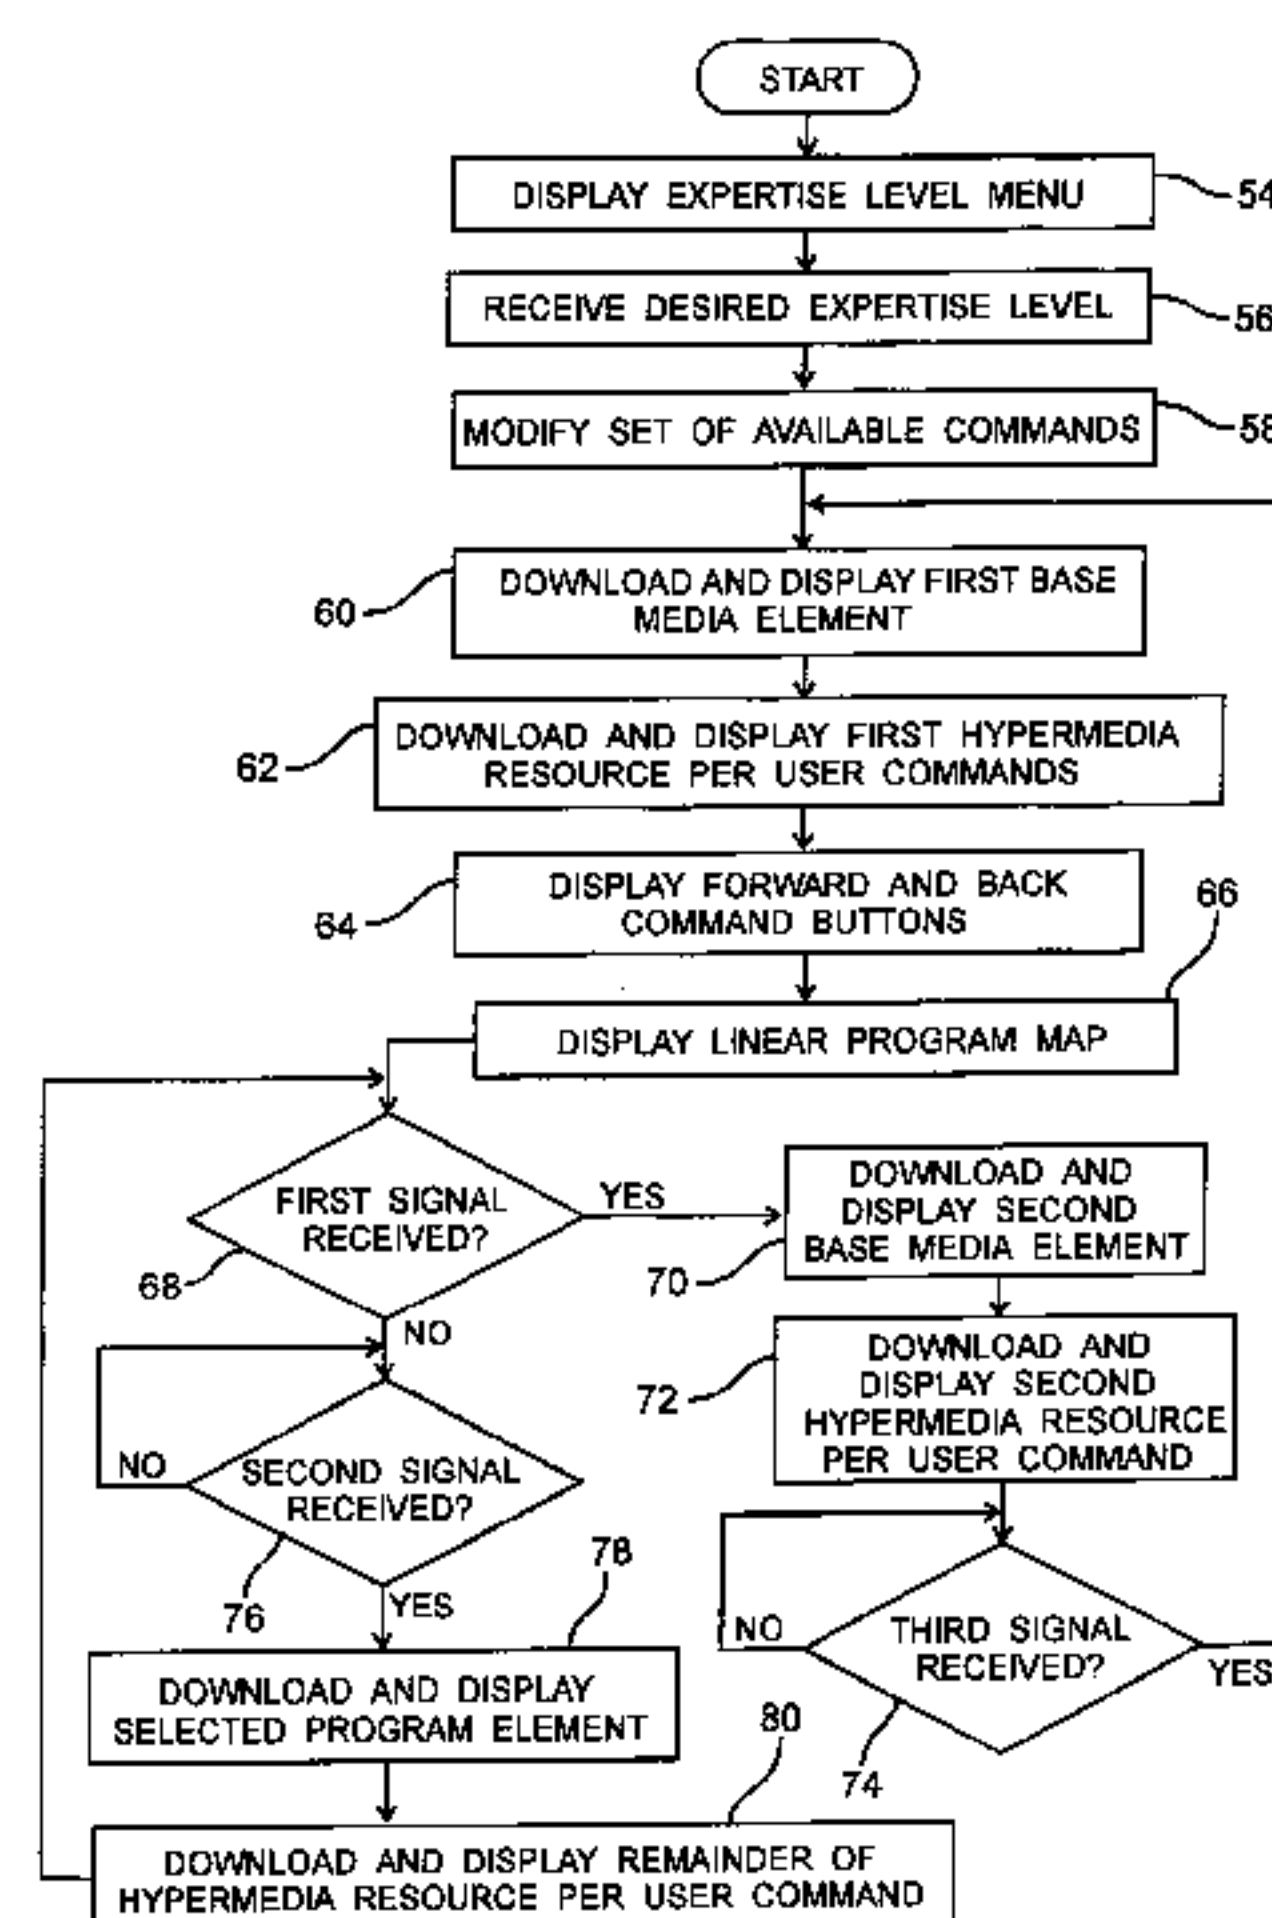 START
DISPLAY EXPERTISE LEVEL MENU
54
RECEIVE DESIRED EXPERTISE LEVEL
56
MODIFY SET OF AVAILABLE COMMANDS
58
DOWNLOAD AND DISPLAY FIRST BASE
MEDIA ELEMENT
60
DOWNLOAD AND DISPLAY FIRST HYPERMEDIA
RESOURCE PER USER COMMANDS
62
DISPLAY FORWARD AND BACK
COMMAND BUTTONS
64
66
DISPLAY LINEAR PROGRAM MAP
FIRST SIGNAL
RECEIVED?
68
YES
DOWNLOAD AND
DISPLAY SECOND
BASE MEDIA ELEMENT
70
NO
DOWNLOAD AND
DISPLAY SECOND
HYPERMEDIA RESOURCE
PER USER COMMAND
72
NO
SECOND SIGNAL
RECEIVED?
76
YES
78
NO
THIRD SIGNAL
RECEIVED?
YES
74
DOWNLOAD AND DISPLAY
SELECTED PROGRAM ELEMENT
80
DOWNLOAD AND DISPLAY REMAINDER OF
HYPERMEDIA RESOURCE PER USER COMMAND